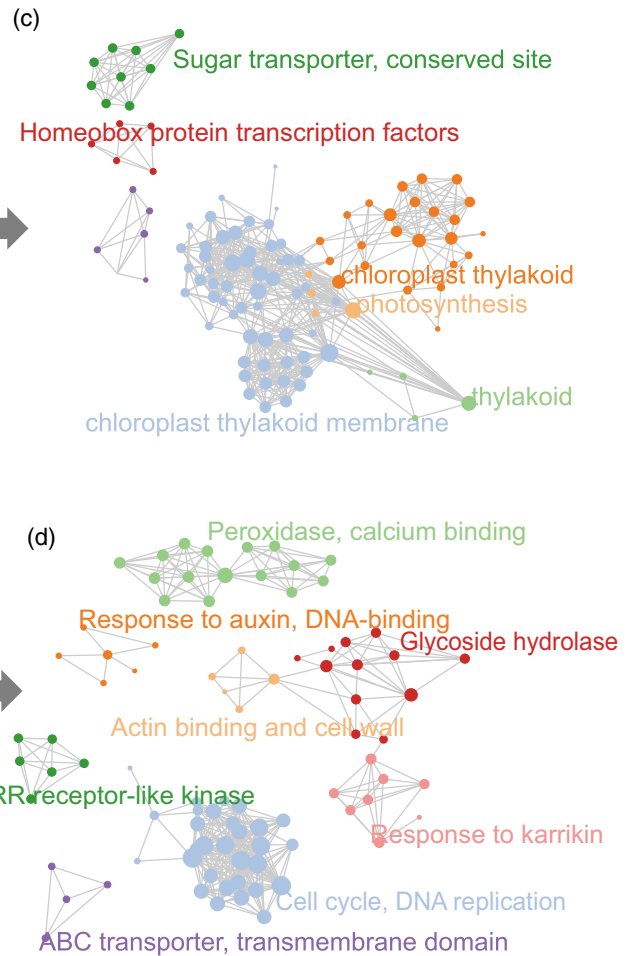 (c)
Sugar transporter, conserved site
Homeobox protein transcription factors
chloroplast thylakoid
photosynthesis
thylakoid
chloroplast thylakoid membrane
(d)
Peroxidase, calcium binding
Response to auxin, DNA-binding
Glycoside hydrolase
Actin binding and cell wall
RR receptor-like kinase
Response to karrikin
Cell cycle, DNA replication
ABC transporter, transmembrane domain